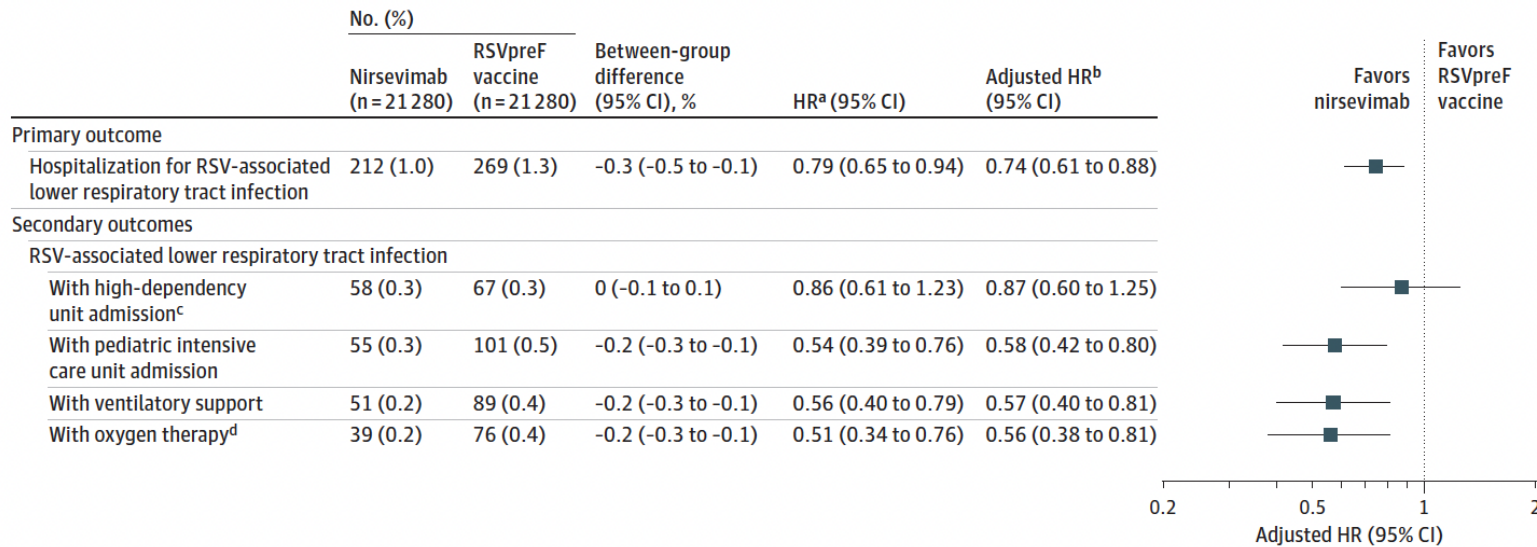 No. (%)
Nirsevimab (n = 21 280) RSVpreF vaccine (n = 21 280) Between-group difference (95% CI), % HRᵃ (95% CI) Adjusted HRᵇ (95% CI) Favors nirsevimab Favors RSVpreF vaccine
Primary outcome
Hospitalization for RSV-associated lower respiratory tract infection 212 (1.0) 269 (1.3) –0.3 (–0.5 to –0.1) 0.79 (0.65 to 0.94) 0.74 (0.61 to 0.88)
Secondary outcomes
RSV-associated lower respiratory tract infection
With high-dependency unit admissionᶜ 58 (0.3) 67 (0.3) 0 (–0.1 to 0.1) 0.86 (0.61 to 1.23) 0.87 (0.60 to 1.25)
With pediatric intensive care unit admission 55 (0.3) 101 (0.5) –0.2 (–0.3 to –0.1) 0.54 (0.39 to 0.76) 0.58 (0.42 to 0.80)
With ventilatory support 51 (0.2) 89 (0.4) –0.2 (–0.3 to –0.1) 0.56 (0.40 to 0.79) 0.57 (0.40 to 0.81)
With oxygen therapyᵈ 39 (0.2) 76 (0.4) –0.2 (–0.3 to –0.1) 0.51 (0.34 to 0.76) 0.56 (0.38 to 0.81)
0.2 0.5 1 2
Adjusted HR (95% CI)